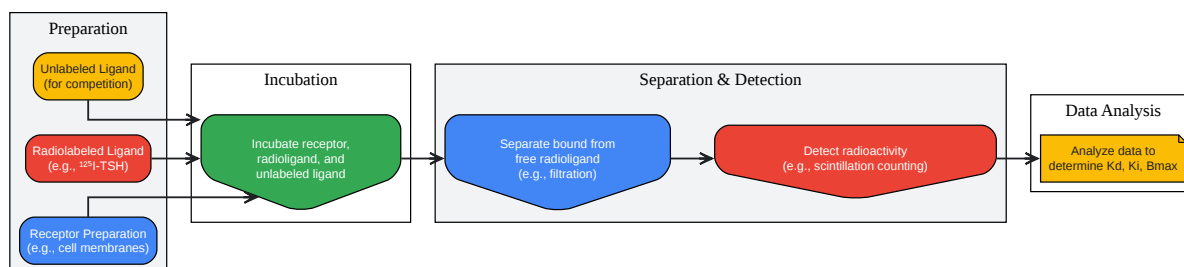 Preparation
Unlabeled Ligand
(for competition)
Radiolabeled Ligand
(e.g., ¹²⁵I-TSH)
Receptor Preparation
(e.g., cell membranes)
Incubation
Incubate receptor,
radioligand, and
unlabeled ligand
Separation & Detection
Separate bound from
free radioligand
(e.g., filtration)
Detect radioactivity
(e.g., scintillation counting)
Data Analysis
Analyze data to
determine Kd, Ki, Bmax